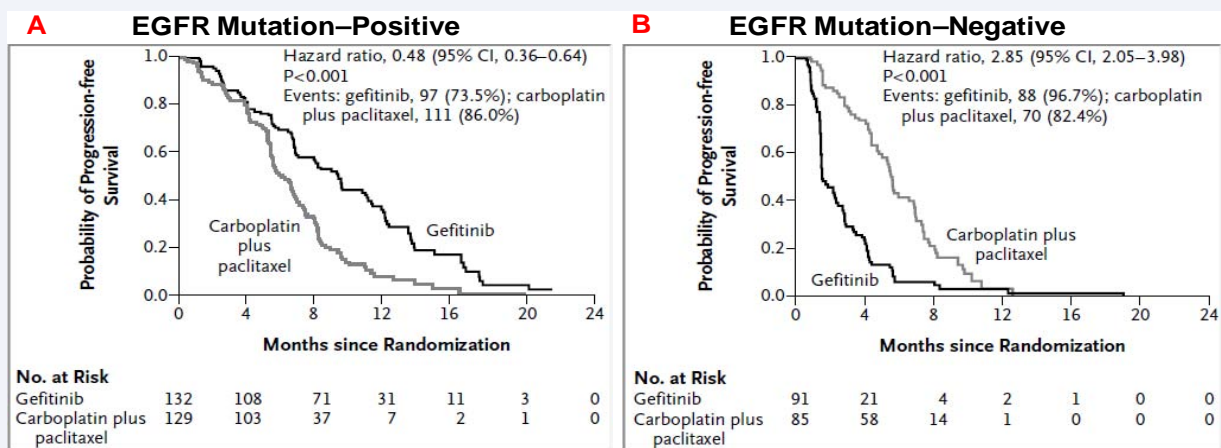 A EGFR Mutation–Positive
Probability of Progression-free
Survival
1.0
0.8
0.6
0.4
0.2
0.0
Hazard ratio, 0.48 (95% CI, 0.36–0.64)
P<0.001
Events: gefitinib, 97 (73.5%); carboplatin
plus paclitaxel, 111 (86.0%)
Carboplatin
plus
paclitaxel
Gefitinib
0 4 8 12 16 20 24
Months since Randomization
No. at Risk
Gefitinib 132 108 71 31 11 3 0
Carboplatin plus 129 103 37 7 2 1 0
paclitaxel
B EGFR Mutation–Negative
Probability of Progression-free
Survival
1.0
0.8
0.6
0.4
0.2
0.0
Hazard ratio, 2.85 (95% CI, 2.05–3.98)
P<0.001
Events: gefitinib, 88 (96.7%); carboplatin
plus paclitaxel, 70 (82.4%)
Carboplatin plus
paclitaxel
Gefitinib
0 4 8 12 16 20 24
Months since Randomization
No. at Risk
Gefitinib 91 21 4 2 1 0 0
Carboplatin plus 85 58 14 1 0 0 0
paclitaxel